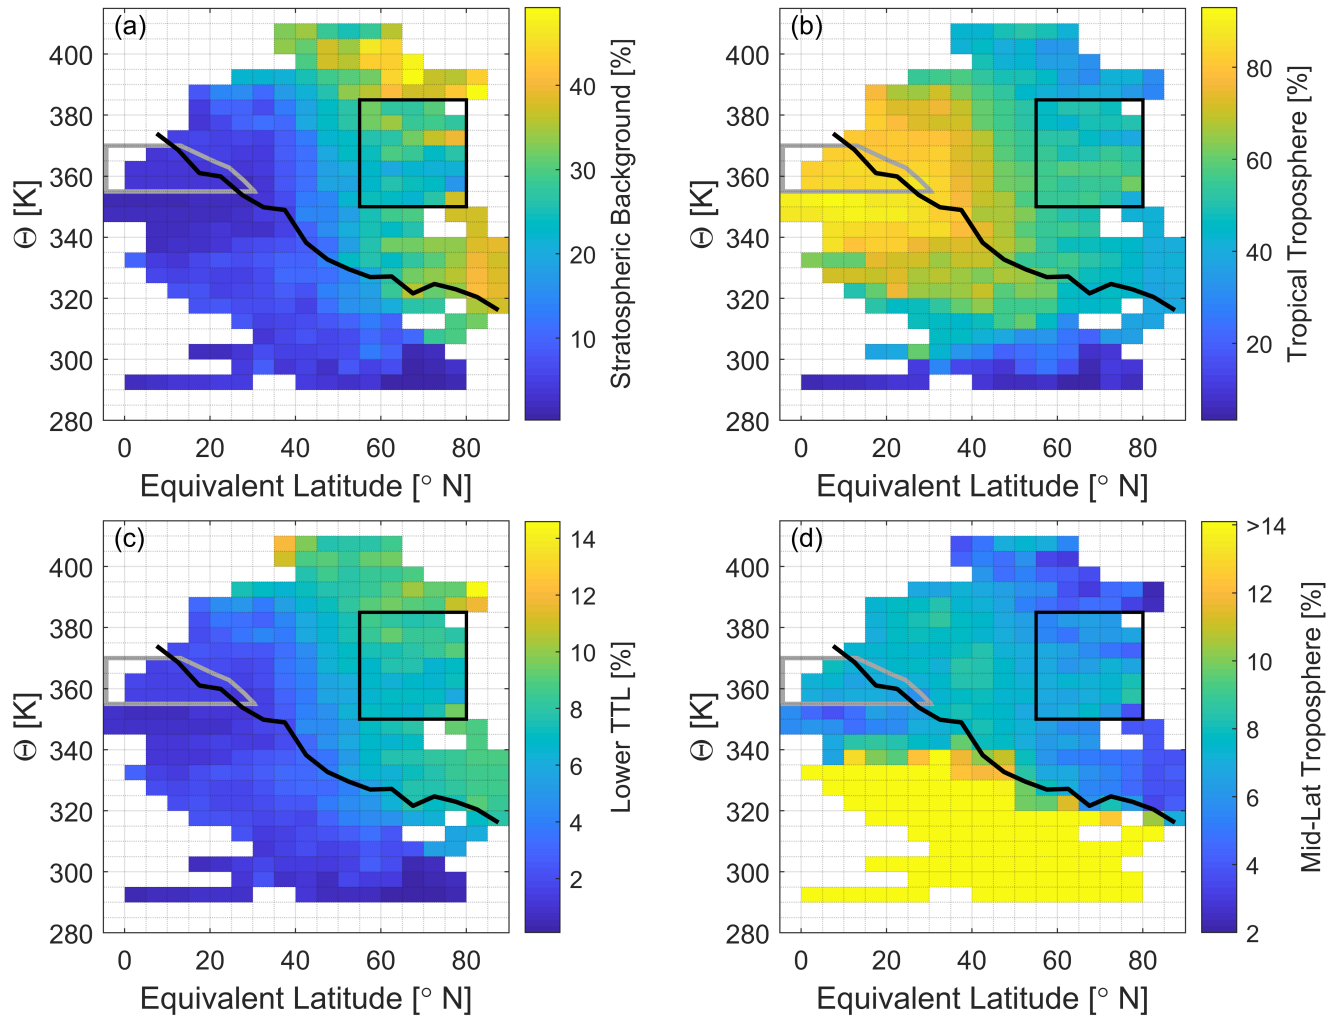 (a)
400
380
360
340
320
300
280
Θ [K]
0 20 40 60 80
Equivalent Latitude [° N]
40
30
20
10
Stratospheric Background [%]
(b)
400
380
360
340
320
300
280
Θ [K]
0 20 40 60 80
Equivalent Latitude [° N]
80
60
40
20
Tropical Troposphere [%]
(c)
400
380
360
340
320
300
280
Θ [K]
0 20 40 60 80
Equivalent Latitude [° N]
14
12
10
8
6
4
2
Lower TTL [%]
(d)
400
380
360
340
320
300
280
Θ [K]
0 20 40 60 80
Equivalent Latitude [° N]
>14
12
10
8
6
4
2
Mid-Lat Troposphere [%]